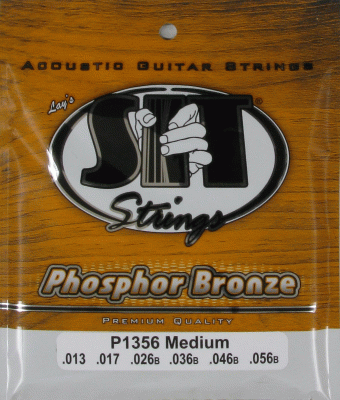 Acoustic Guitar Strings
Lay's
SIT®
Strings
Phosphor Bronze
Premium Quality
P1356 Medium
.013 .017 .026B .036B .046B .056B